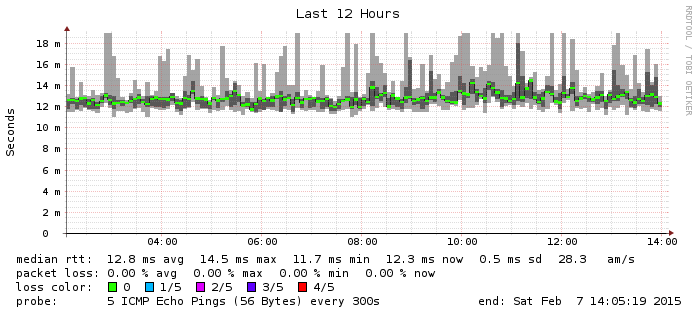 Last 12 Hours
RRDTOOL / TOBI OETIKER
Seconds
18 m
16 m
14 m
12 m
10 m
8 m
6 m
4 m
2 m
0
04:00 06:00 08:00 10:00 12:00 14:00
median rtt: 12.8 ms avg 14.5 ms max 11.7 ms min 12.3 ms now 0.5 ms sd 28.3 am/s
packet loss: 0.00 % avg 0.00 % max 0.00 % min 0.00 % now
loss color: 0 1/5 2/5 3/5 4/5
probe: 5 ICMP Echo Pings (56 Bytes) every 300s end: Sat Feb 7 14:05:19 2015